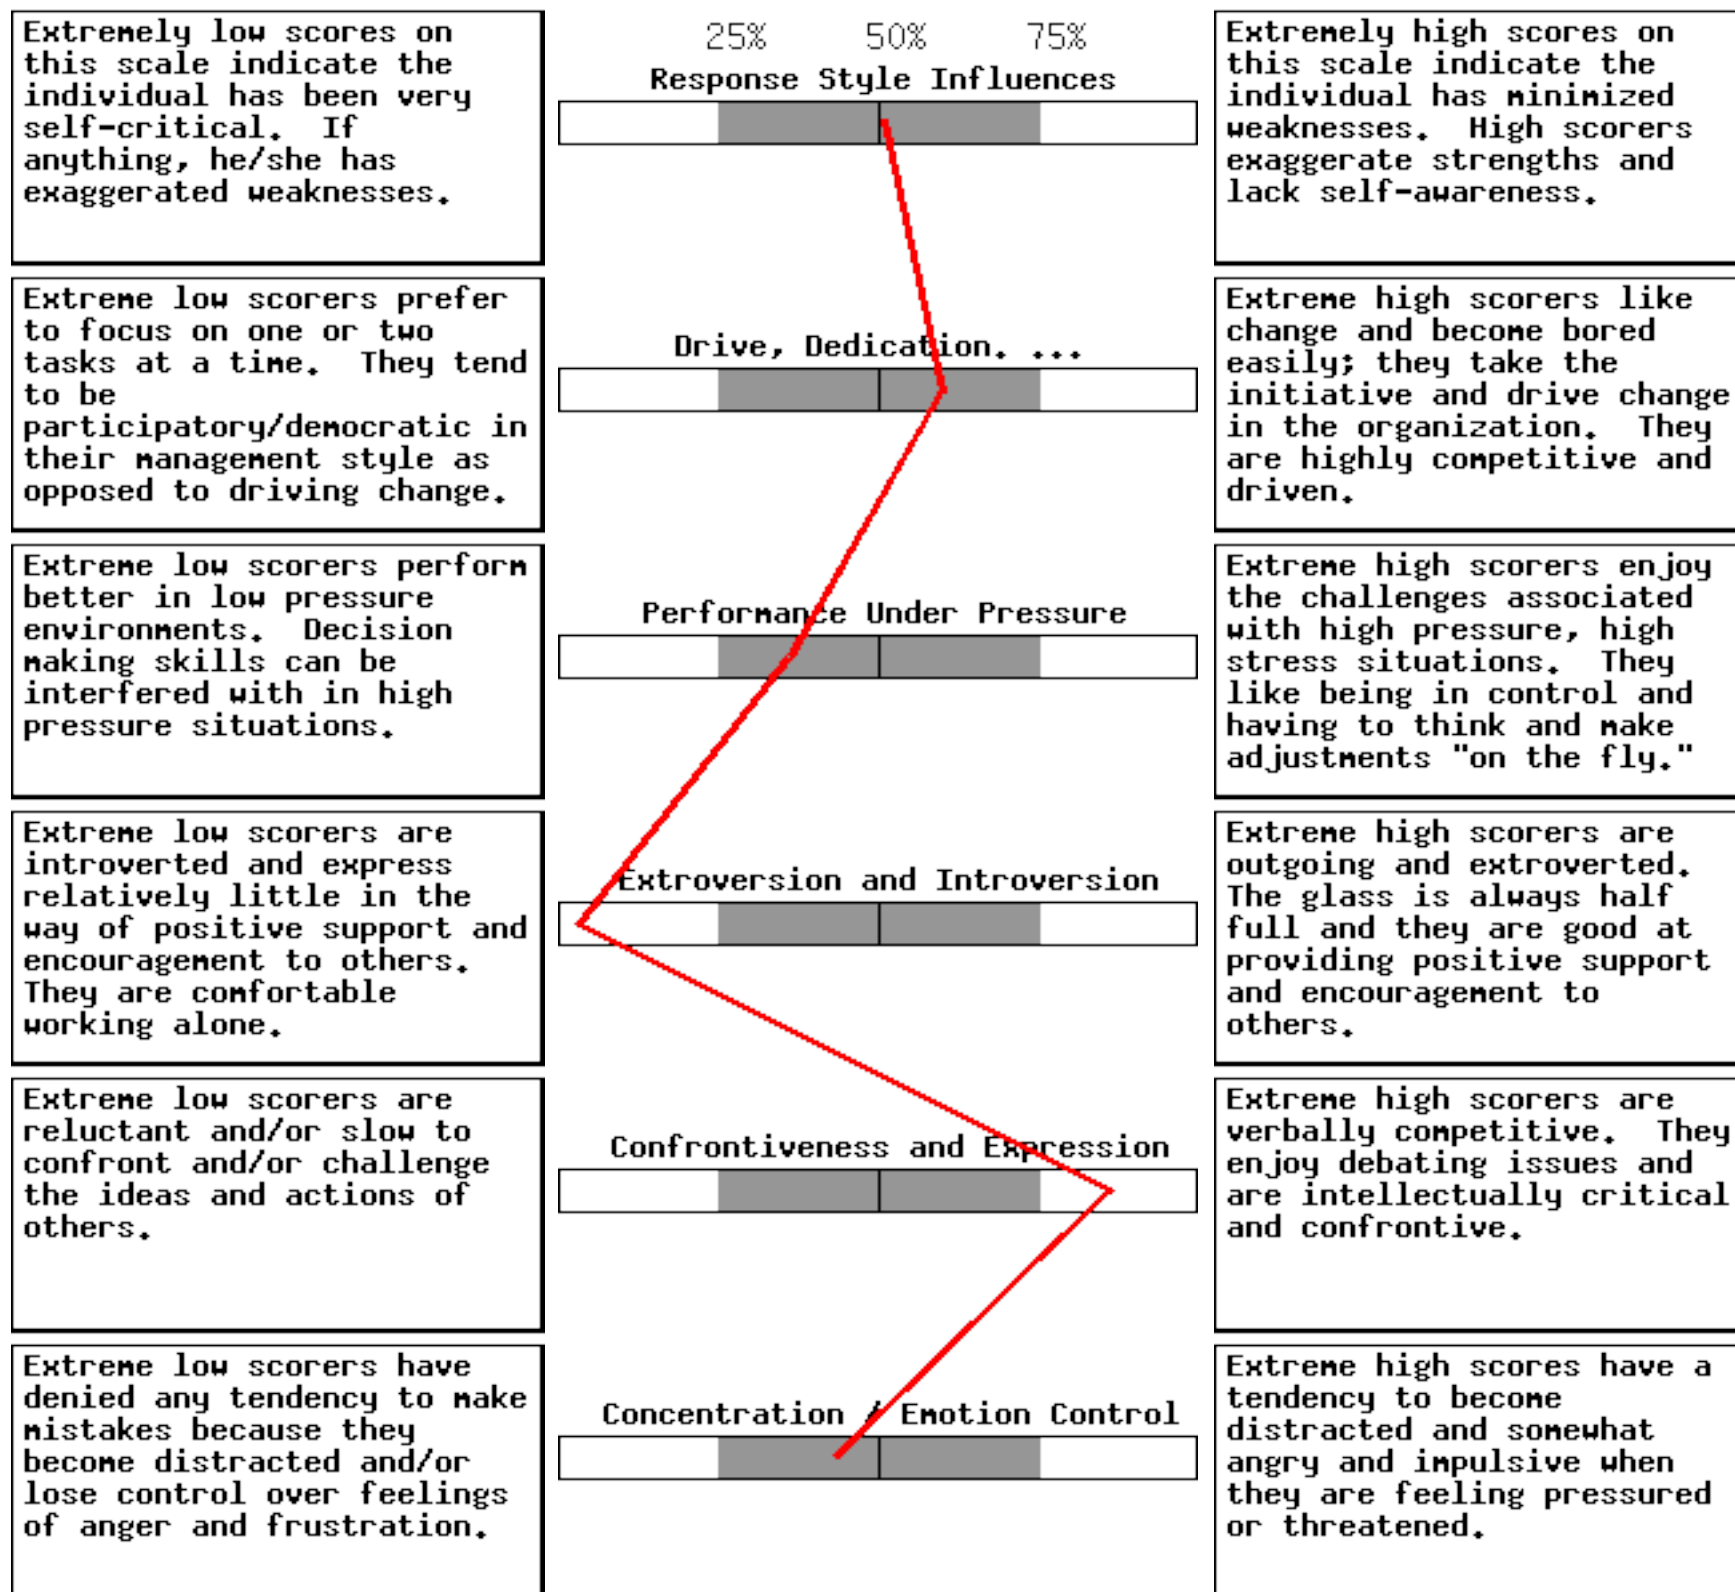 Extremely low scores on
this scale indicate the
individual has been very
self-critical.  If
anything, he/she has
exaggerated weaknesses.
25% 50% 75%
Response Style Influences
Extremely high scores on
this scale indicate the
individual has minimized
weaknesses.  High scorers
exaggerate strengths and
lack self-awareness.
Extreme low scorers prefer
to focus on one or two
tasks at a time.  They tend
to be
participatory/democratic in
their management style as
opposed to driving change.
Drive, Dedication. ...
Extreme high scorers like
change and become bored
easily; they take the
initiative and drive change
in the organization.  They
are highly competitive and
driven.
Extreme low scorers perform
better in low pressure
environments.  Decision
making skills can be
interfered with in high
pressure situations.
Performance Under Pressure
Extreme high scorers enjoy
the challenges associated
with high pressure, high
stress situations.  They
like being in control and
having to think and make
adjustments "on the fly."
Extreme low scorers are
introverted and express
relatively little in the
way of positive support and
encouragement to others.
They are comfortable
working alone.
Extroversion and Introversion
Extreme high scorers are
outgoing and extroverted.
The glass is always half
full and they are good at
providing positive support
and encouragement to
others.
Extreme low scorers are
reluctant and/or slow to
confront and/or challenge
the ideas and actions of
others.
Confrontiveness and Expression
Extreme high scorers are
verbally competitive.  They
enjoy debating issues and
are intellectually critical
and confrontive.
Extreme low scorers have
denied any tendency to make
mistakes because they
become distracted and/or
lose control over feelings
of anger and frustration.
Concentration / Emotion Control
Extreme high scores have a
tendency to become
distracted and somewhat
angry and impulsive when
they are feeling pressured
or threatened.